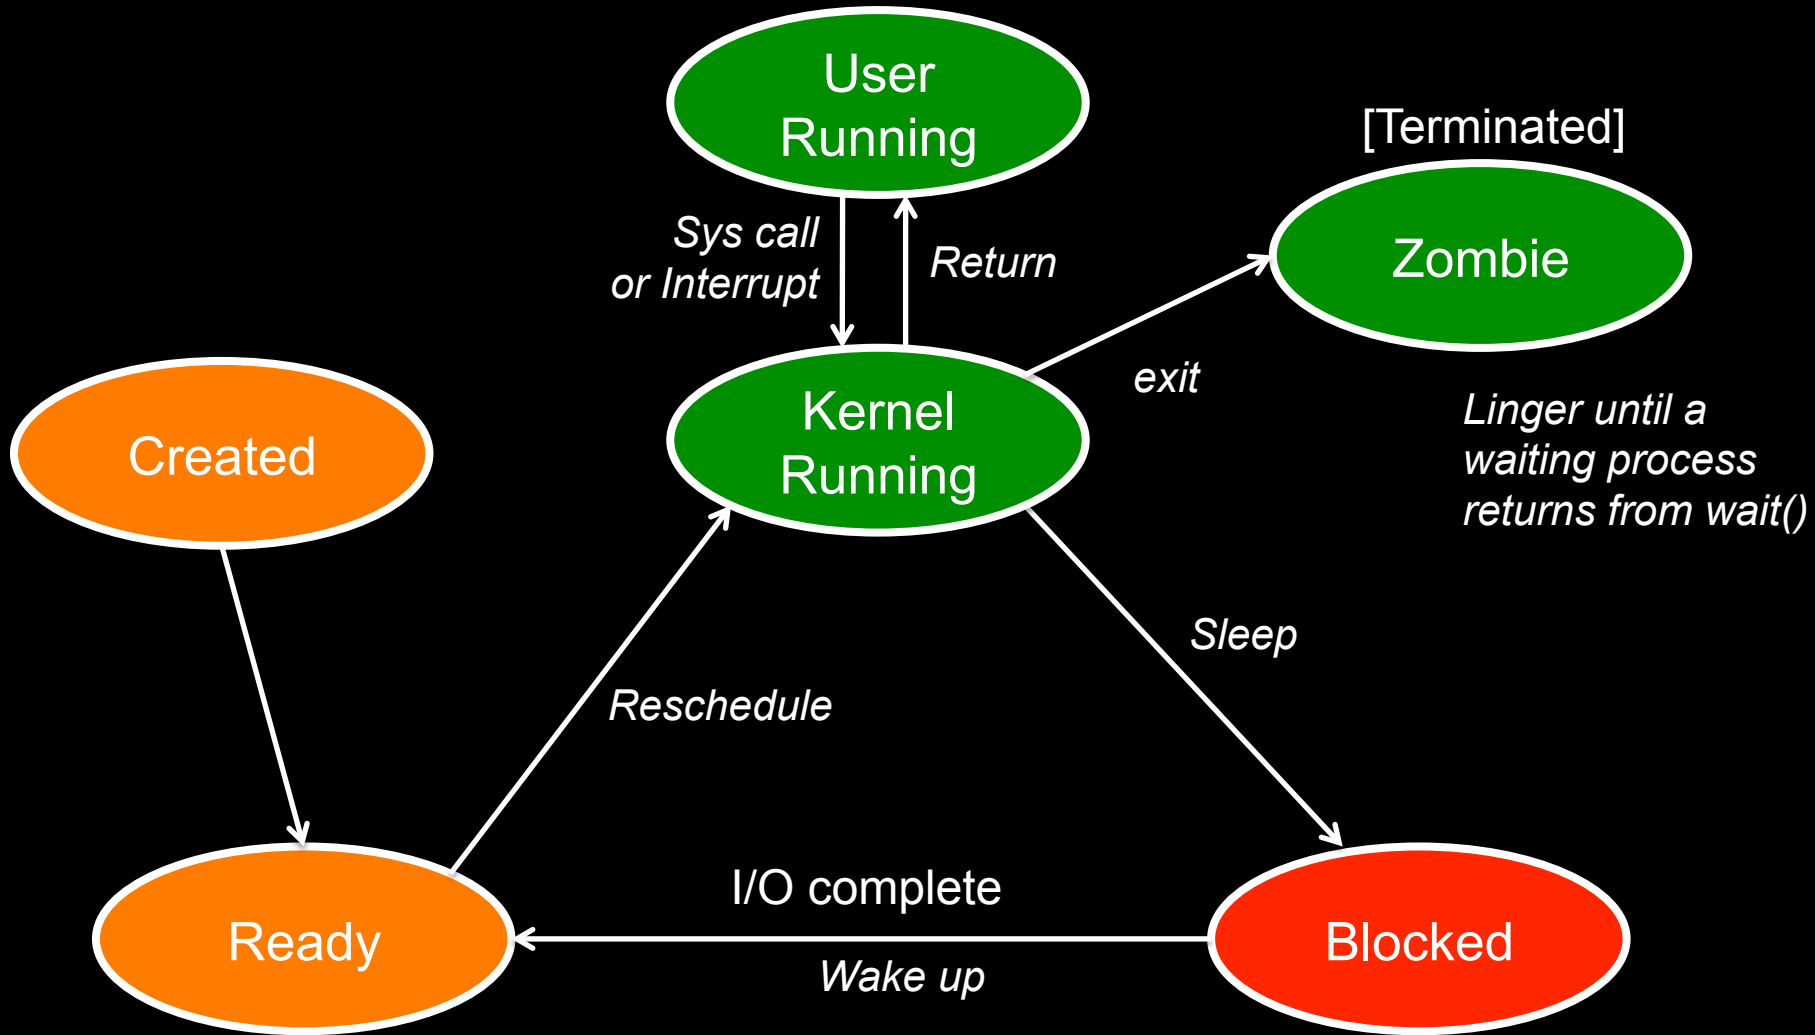 User
Running
[Terminated]
Sys call
or Interrupt
Return
Zombie
exit
Kernel
Running
Linger until a
waiting process
returns from wait()
Created
Sleep
Reschedule
I/O complete
Ready
Blocked
Wake up